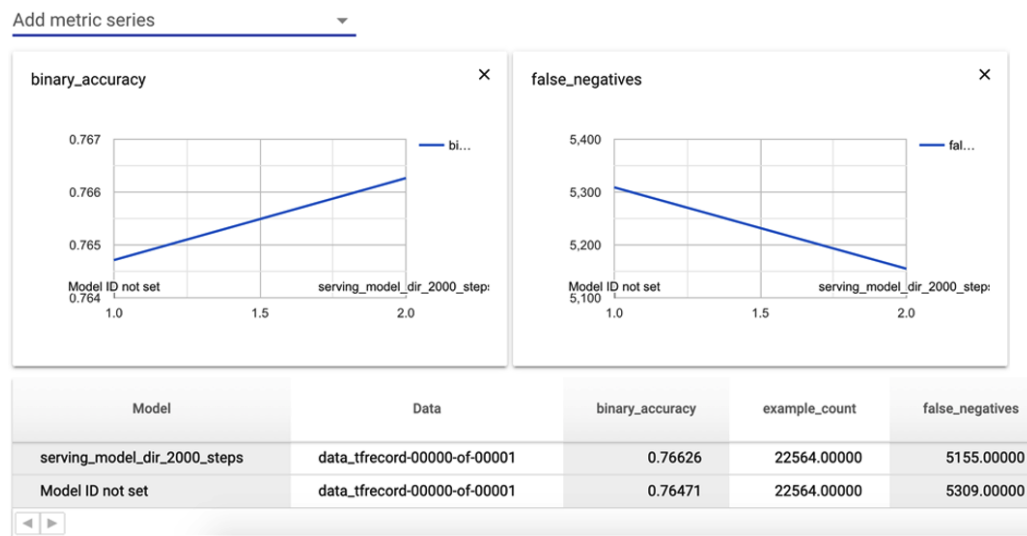 Add metric series
binary_accuracy
0.767
0.766
0.765
0.764
bi...
Model ID not set
serving_model_dir_2000_step
1.0
1.5
2.0
false_negatives
5,400
5,300
5,200
5,100
fal...
Model ID not set
serving_model_dir_2000_step
1.0
1.5
2.0
Model Data binary_accuracy example_count false_negatives
serving_model_dir_2000_steps data_tfrecord-00000-of-00001 0.76626 22564.00000 5155.00000
Model ID not set data_tfrecord-00000-of-00001 0.76471 22564.00000 5309.00000